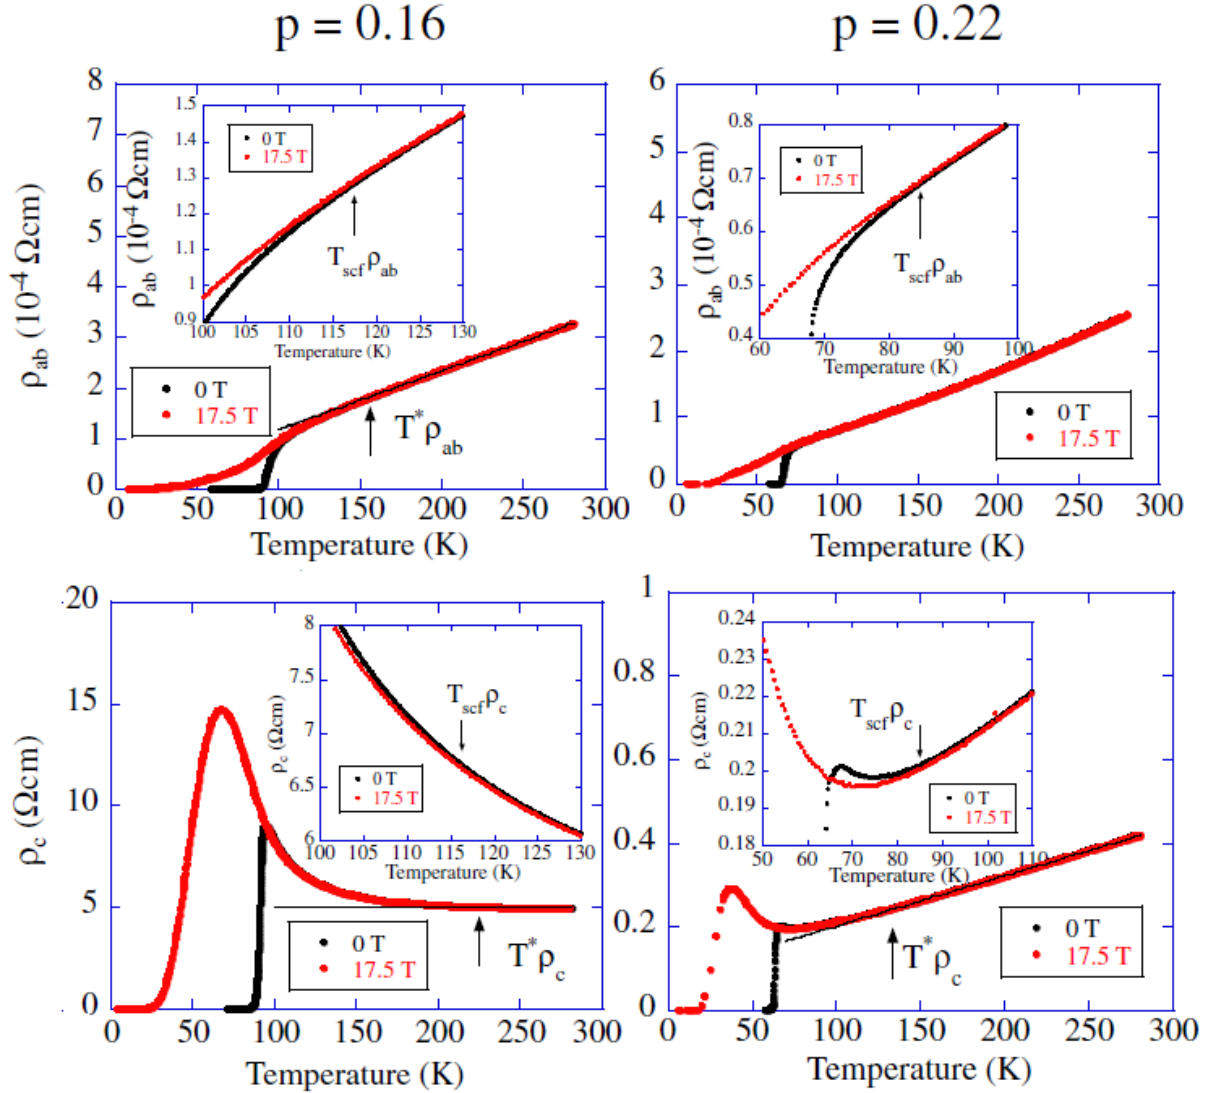 p = 0.16
p = 0.22
8
7
6
5
4
3
2
1
0
ρab (10-4 Ωcm)
0 50 100 150 200 250 300
Temperature (K)
0 T
17.5 T
T*ρab
1.5
1.4
1.3
1.2
1.1
1
0.9
ρab (10-4 Ωcm)
100 105 110 115 120 125 130
Temperature (K)
0 T
17.5 T
Tscfρab
6
5
4
3
2
1
0
ρab (10-4 Ωcm)
0 50 100 150 200 250 300
Temperature (K)
0 T
17.5 T
0.8
0.7
0.6
0.5
0.4
ρab (10-4 Ωcm)
60 70 80 90 100
Temperature (K)
0 T
17.5 T
Tscfρab
20
15
10
5
0
ρc (Ωcm)
0 50 100 150 200 250 300
Temperature (K)
0 T
17.5 T
T*ρc
8
7.5
7
6.5
6
ρc (Ωcm)
100 105 110 115 120 125 130
Temperature (K)
0 T
17.5 T
Tscfρc
1
0.8
0.6
0.4
0.2
0
0 50 100 150 200 250 300
Temperature (K)
0 T
17.5 T
T*ρc
0.24
0.23
0.22
0.21
0.2
0.19
0.18
ρc (Ωcm)
50 60 70 80 90 100 110
Temperature (K)
0 T
17.5 T
Tscfρc